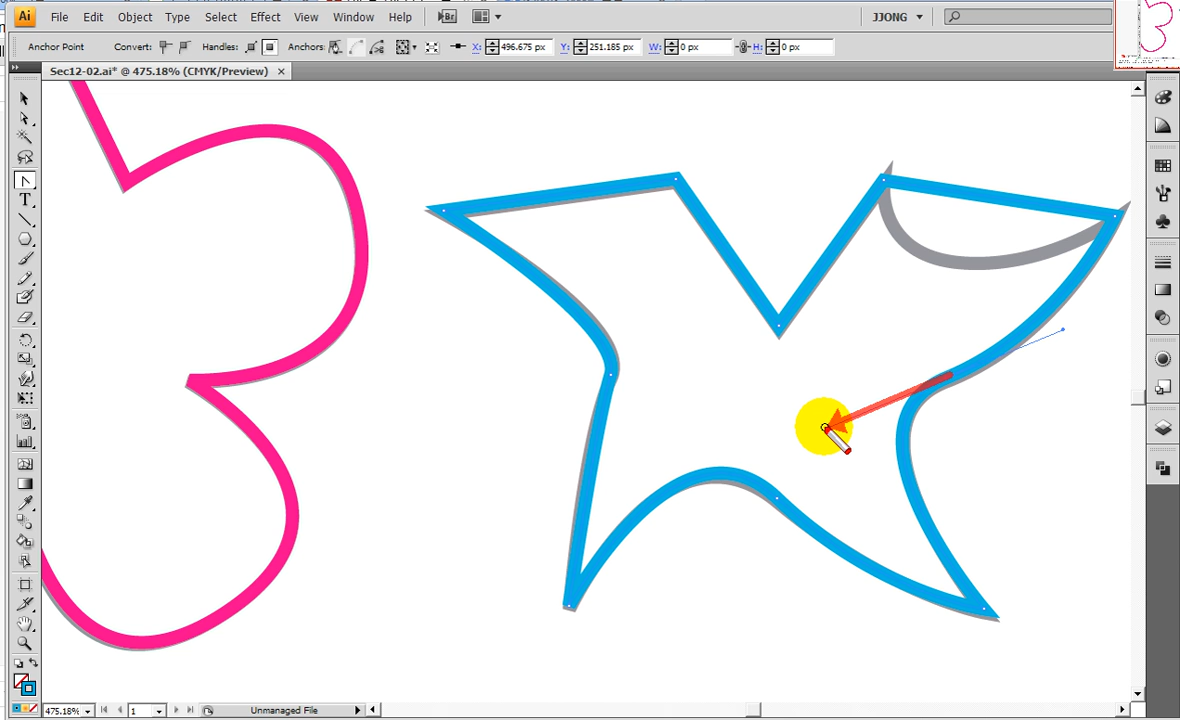 Ai File Edit Object Type Select Effect View Window Help Br JJONG
Anchor Point Convert: Handles: Anchors: X: 496.675 px Y: 251.185 px W: 0 px H: 0 px
Sec12-02.ai* @ 475.18% (CMYK/Preview) ×
T
475.18% 1 Unmanaged File